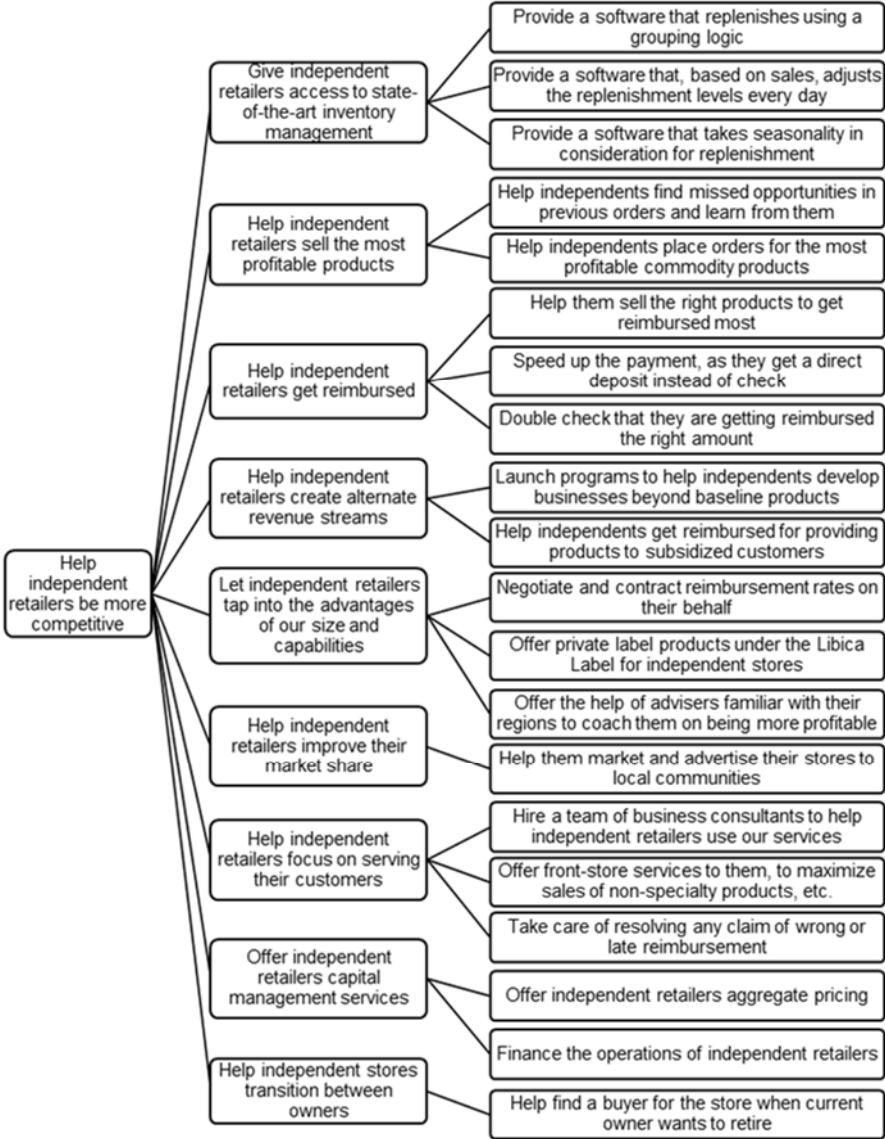 Help
independent
retailers be more
competitive
Give independent
retailers access to state-
of-the-art inventory
management
Provide a software that replenishes using a
grouping logic
Provide a software that, based on sales, adjusts
the replenishment levels every day
Provide a software that takes seasonality in
consideration for replenishment
Help independent
retailers sell the most
profitable products
Help independents find missed opportunities in
previous orders and learn from them
Help independents place orders for the most
profitable commodity products
Help independent
retailers get reimbursed
Help them sell the right products to get
reimbursed most
Speed up the payment, as they get a direct
deposit instead of check
Double check that they are getting reimbursed
the right amount
Help independent
retailers create alternate
revenue streams
Launch programs to help independents develop
businesses beyond baseline products
Help independents get reimbursed for providing
products to subsidized customers
Let independent retailers
tap into the advantages
of our size and
capabilities
Negotiate and contract reimbursement rates on
their behalf
Offer private label products under the Libica
Label for independent stores
Offer the help of advisers familiar with their
regions to coach them on being more profitable
Help independent
retailers improve their
market share
Help them market and advertise their stores to
local communities
Help independent
retailers focus on serving
their customers
Hire a team of business consultants to help
independent retailers use our services
Offer front-store services to them, to maximize
sales of non-specialty products, etc.
Take care of resolving any claim of wrong or
late reimbursement
Offer independent
retailers capital
management services
Offer independent retailers aggregate pricing
Finance the operations of independent retailers
Help independent stores
transition between
owners
Help find a buyer for the store when current
owner wants to retire